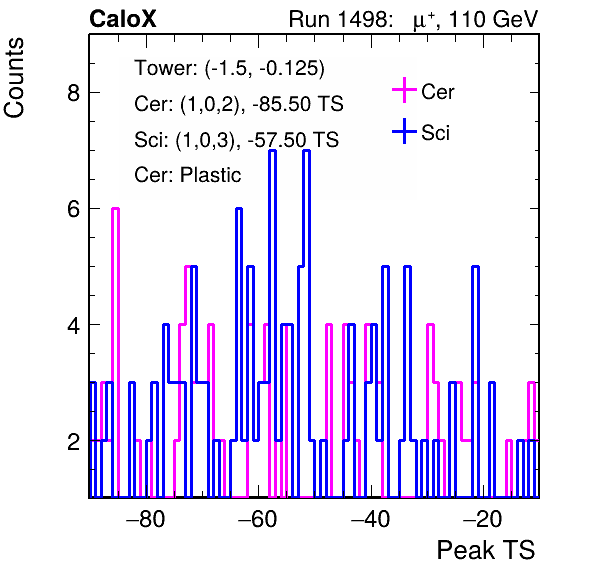 CaloX Run 1498: μ⁺, 110 GeV
Counts
Tower: (-1.5, -0.125)
Cer: (1,0,2), -85.50 TS
Sci: (1,0,3), -57.50 TS
Cer: Plastic
Cer
Sci
8
6
4
2
−80 −60 −40 −20
Peak TS